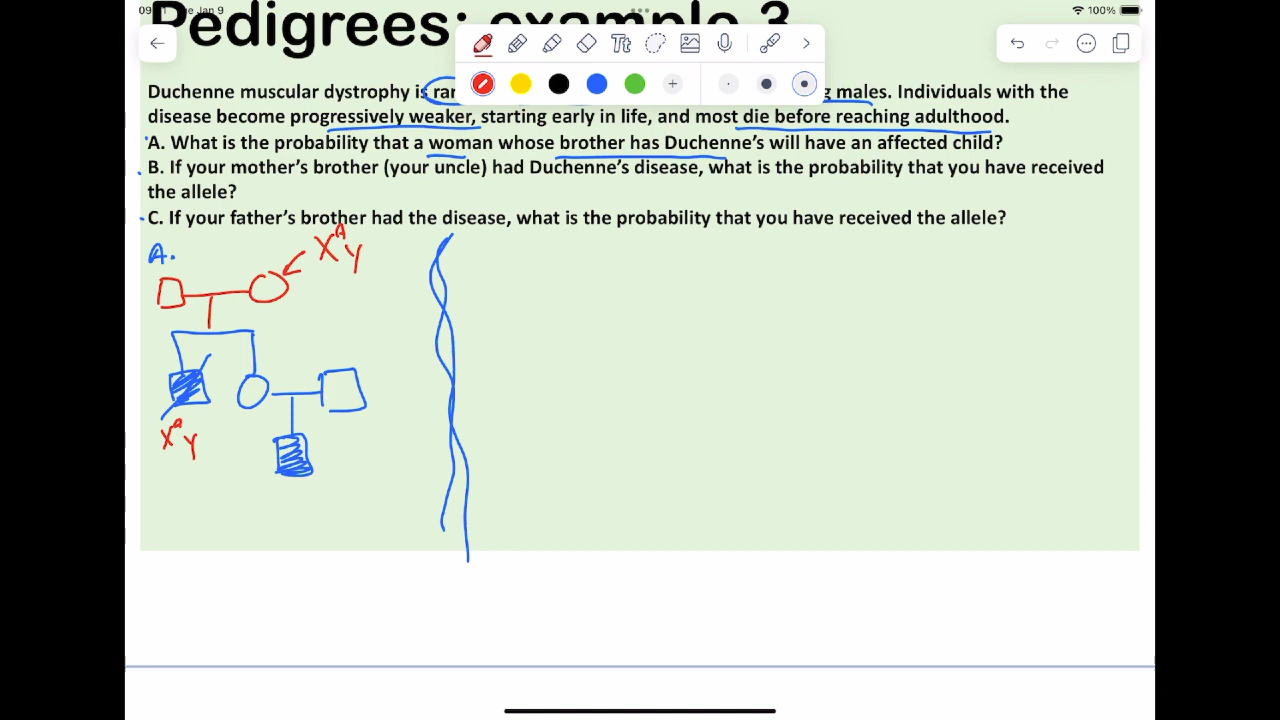 Pedigrees: example 3
100%
Duchenne muscular dystrophy is males. Individuals with the
disease become progressively weaker, starting early in life, and most die before reaching adulthood.
A. What is the probability that a woman whose brother has Duchenne’s will have an affected child?
B. If your mother’s brother (your uncle) had Duchenne’s disease, what is the probability that you have received
the allele?
C. If your father’s brother had the disease, what is the probability that you have received the allele?
A.
XᴬY
XᵃY